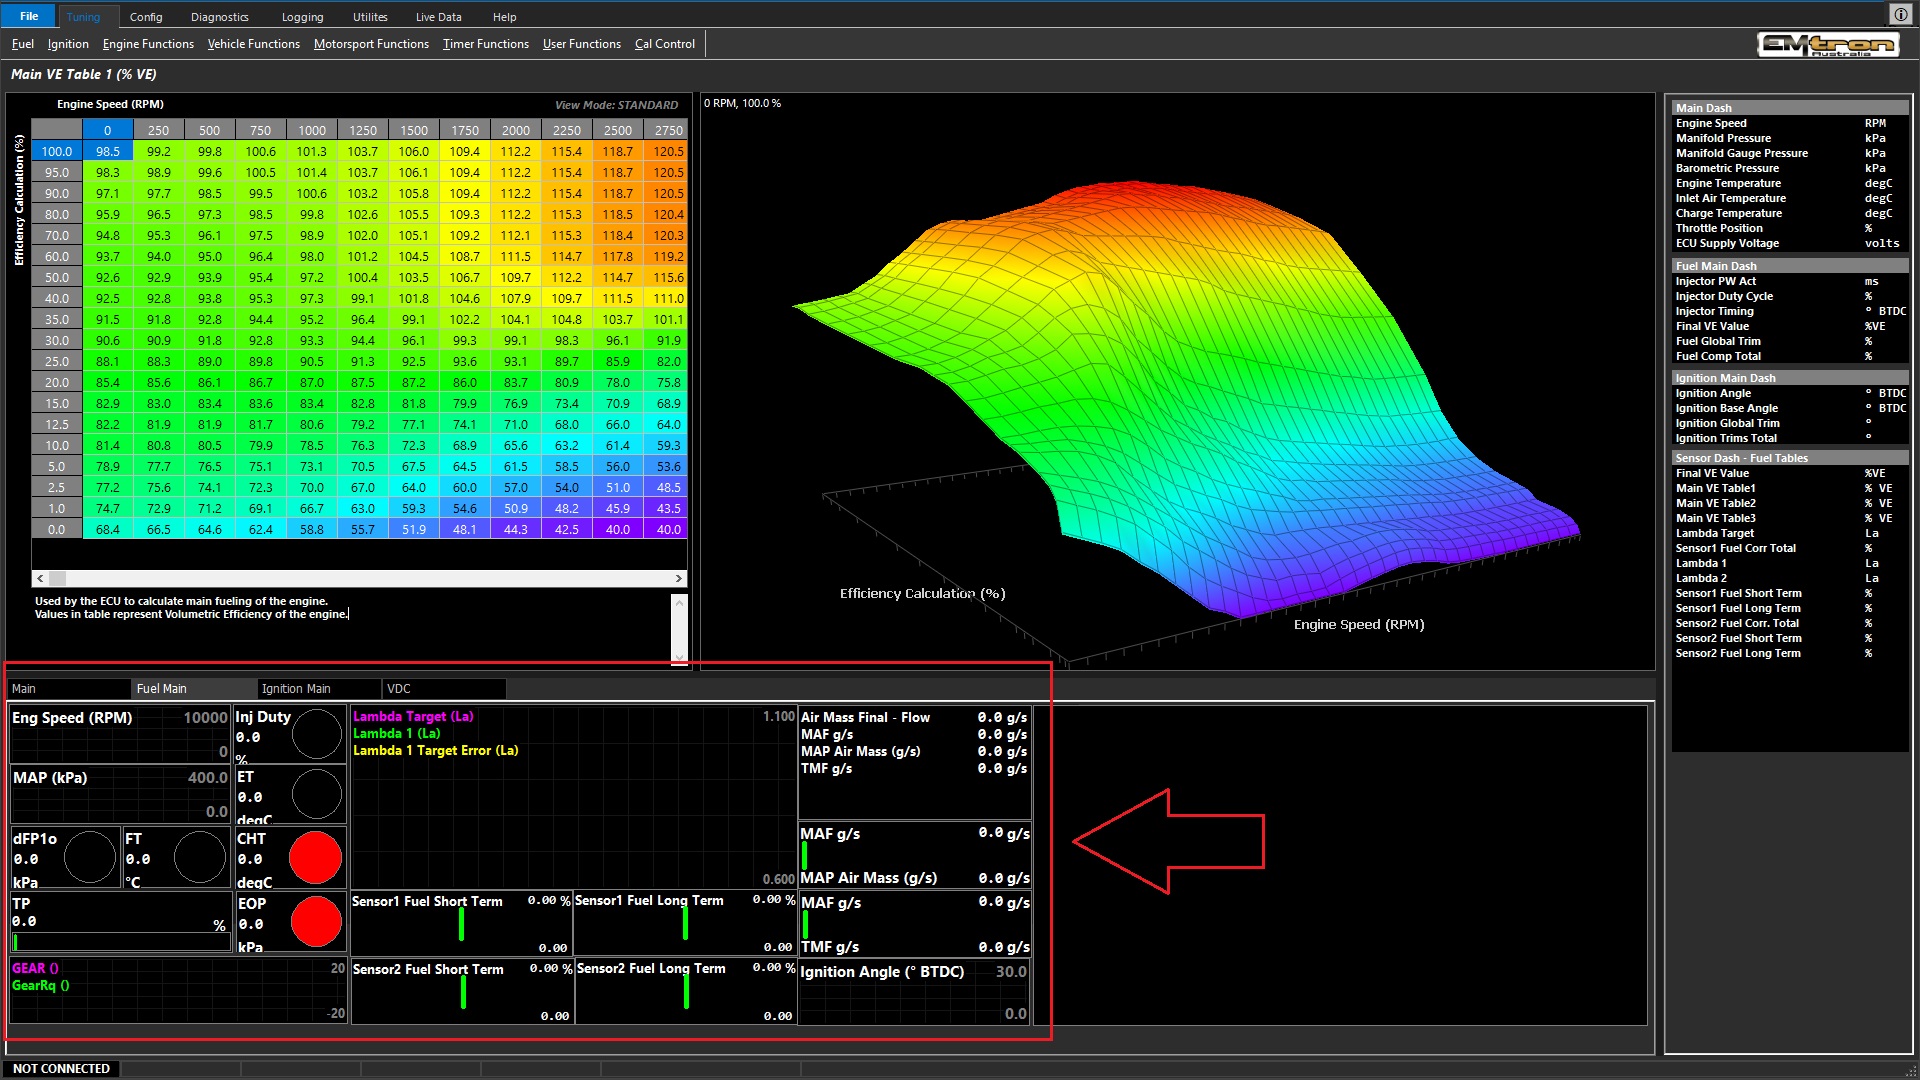 File Tuning Config Diagnostics Logging Utilites Live Data Help
Fuel Ignition Engine Functions Vehicle Functions Motorsport Functions Timer Functions User Functions Cal Control
EMtron
Australia
Main VE Table 1 (% VE)
Engine Speed (RPM) View Mode: STANDARD
Efficiency Calculation (%)
0 250 500 750 1000 1250 1500 1750 2000 2250 2500 2750
100.0 98.5 99.2 99.8 100.6 101.3 103.7 106.0 109.4 112.2 115.4 118.7 120.5
95.0 98.3 98.9 99.6 100.5 101.4 103.7 106.1 109.4 112.2 115.4 118.7 120.5
90.0 97.1 97.7 98.5 99.5 100.6 103.2 105.8 109.4 112.2 115.4 118.7 120.5
80.0 95.9 96.5 97.3 98.5 99.8 102.6 105.5 109.3 112.2 115.3 118.5 120.4
70.0 94.8 95.3 96.1 97.5 98.9 102.0 105.1 109.2 112.1 115.3 118.4 120.3
60.0 93.7 94.0 95.0 96.4 98.0 101.2 104.5 108.7 111.5 114.7 117.8 119.2
50.0 92.6 92.9 93.9 95.4 97.2 100.4 103.5 106.7 109.7 112.2 114.7 115.6
40.0 92.5 92.8 93.8 95.3 97.3 99.1 101.8 104.6 107.9 109.7 111.5 111.0
35.0 91.5 91.8 92.8 94.4 95.2 96.4 99.1 102.2 104.1 104.8 103.7 101.1
30.0 90.6 90.9 91.8 92.8 93.3 94.4 96.1 99.3 99.1 98.3 96.1 91.9
25.0 88.1 88.3 89.0 89.8 90.5 91.3 92.5 93.6 93.1 89.7 85.9 82.0
20.0 85.4 85.6 86.1 86.7 87.0 87.5 87.2 86.0 83.7 80.9 78.0 75.8
15.0 82.9 83.0 83.4 83.6 83.4 82.8 81.8 79.9 76.9 73.4 70.9 68.9
12.5 82.2 81.9 81.9 81.7 80.6 79.2 77.1 74.1 71.0 68.0 66.0 64.0
10.0 81.4 80.8 80.5 79.9 78.5 76.3 72.3 68.9 65.6 63.2 61.4 59.3
5.0 78.9 77.7 76.5 75.1 73.1 70.5 67.5 64.5 61.5 58.5 56.0 53.6
2.5 77.2 75.6 74.1 72.3 70.0 67.0 64.0 60.0 57.0 54.0 51.0 48.5
1.0 74.7 72.9 71.2 69.1 66.7 63.0 59.3 54.6 50.9 48.2 45.9 43.5
0.0 68.4 66.5 64.6 62.4 58.8 55.7 51.9 48.1 44.3 42.5 40.0 40.0
Used by the ECU to calculate main fueling of the engine.
Values in table represent Volumetric Efficiency of the engine.
0 RPM, 100.0 %
Efficiency Calculation (%)
Engine Speed (RPM)
Main Dash
Engine Speed RPM
Manifold Pressure kPa
Manifold Gauge Pressure kPa
Barometric Pressure kPa
Engine Temperature degC
Inlet Air Temperature degC
Charge Temperature degC
Throttle Position %
ECU Supply Voltage volts
Fuel Main Dash
Injector PW Act ms
Injector Duty Cycle %
Injector Timing ° BTDC
Final VE Value %VE
Fuel Global Trim %
Fuel Comp Total %
Ignition Main Dash
Ignition Angle ° BTDC
Ignition Base Angle ° BTDC
Ignition Global Trim °
Ignition Trims Total °
Sensor Dash - Fuel Tables
Final VE Value %VE
Main VE Table1 % VE
Main VE Table2 % VE
Main VE Table3 % VE
Lambda Target La
Sensor1 Fuel Corr Total %
Lambda 1 La
Lambda 2 La
Sensor1 Fuel Short Term %
Sensor1 Fuel Long Term %
Sensor2 Fuel Corr. Total %
Sensor2 Fuel Short Term %
Sensor2 Fuel Long Term %
Main Fuel Main Ignition Main VDC
Eng Speed (RPM) 10000
0
MAP (kPa) 400.0
0.0
dFP1o
0.0
kPa
FT
0.0
°C
TP
0.0
%
GEAR () 20
GearRq ()
-20
Inj Duty
0.0
%
ET
0.0
degC
CHT
0.0
degC
EOP
0.0
kPa
Lambda Target (La) 1.100
Lambda 1 (La)
Lambda 1 Target Error (La)
0.600
Sensor1 Fuel Short Term 0.00 %
0.00
Sensor1 Fuel Long Term 0.00 %
0.00
Sensor2 Fuel Short Term 0.00 %
0.00
Sensor2 Fuel Long Term 0.00 %
0.00
Air Mass Final - Flow 0.0 g/s
MAF g/s 0.0 g/s
MAP Air Mass (g/s) 0.0 g/s
TMF g/s 0.0 g/s
MAF g/s 0.0 g/s
MAP Air Mass (g/s) 0.0 g/s
MAF g/s 0.0 g/s
TMF g/s 0.0 g/s
Ignition Angle (° BTDC) 30.0
0.0
NOT CONNECTED